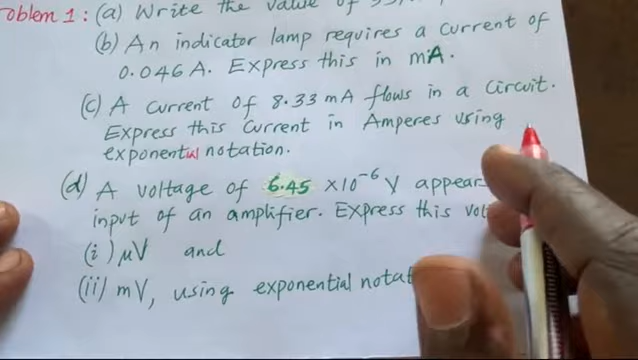 oblem 1: (a) Write the value of
(b) An indicator lamp requires a current of
0.046 A. Express this in mA.
(c) A current of 8.33 mA flows in a circuit.
Express this current in Amperes using
exponential notation.
(d) A voltage of 6.45 ×10⁻⁶ V appear
input of an amplifier. Express this vol
(i) μV and
(ii) mV, using exponential notat